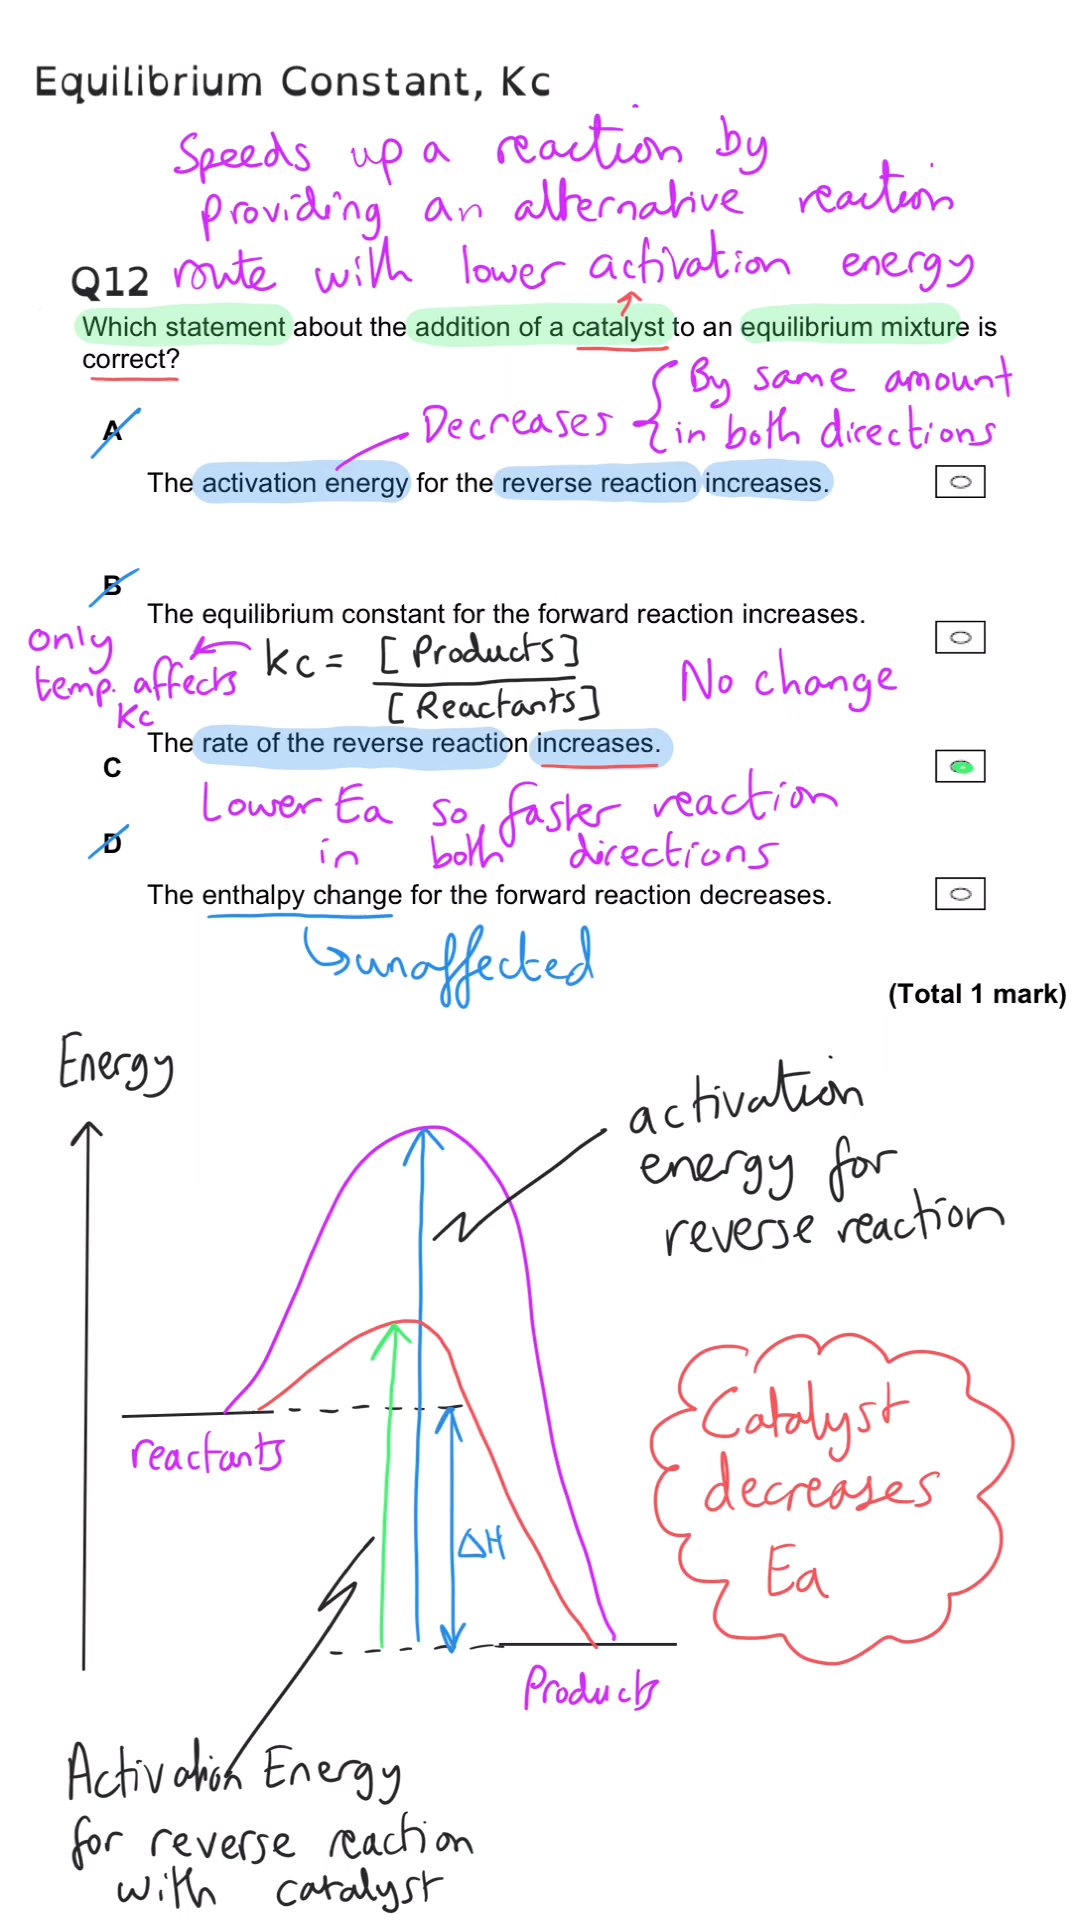 Equilibrium Constant, Kc
Speeds up a reaction by
providing an alternative reaction
Q12 route with lower activation energy
Which statement about the addition of a catalyst to an equilibrium mixture is
correct?
By same amount
A
Decreases
in both directions
The activation energy for the reverse reaction increases.
B
The equilibrium constant for the forward reaction increases.
only
temp. affects
Kc
Kc = [Products]
[Reactants]
No change
The rate of the reverse reaction increases.
C
Lower Ea so faster reaction
in both directions
D
The enthalpy change for the forward reaction decreases.
unaffected
(Total 1 mark)
Energy
activation
energy for
reverse reaction
Catalyst
decreases
Ea
reactants
ΔH
Products
Activation Energy
for reverse reaction
with catalyst